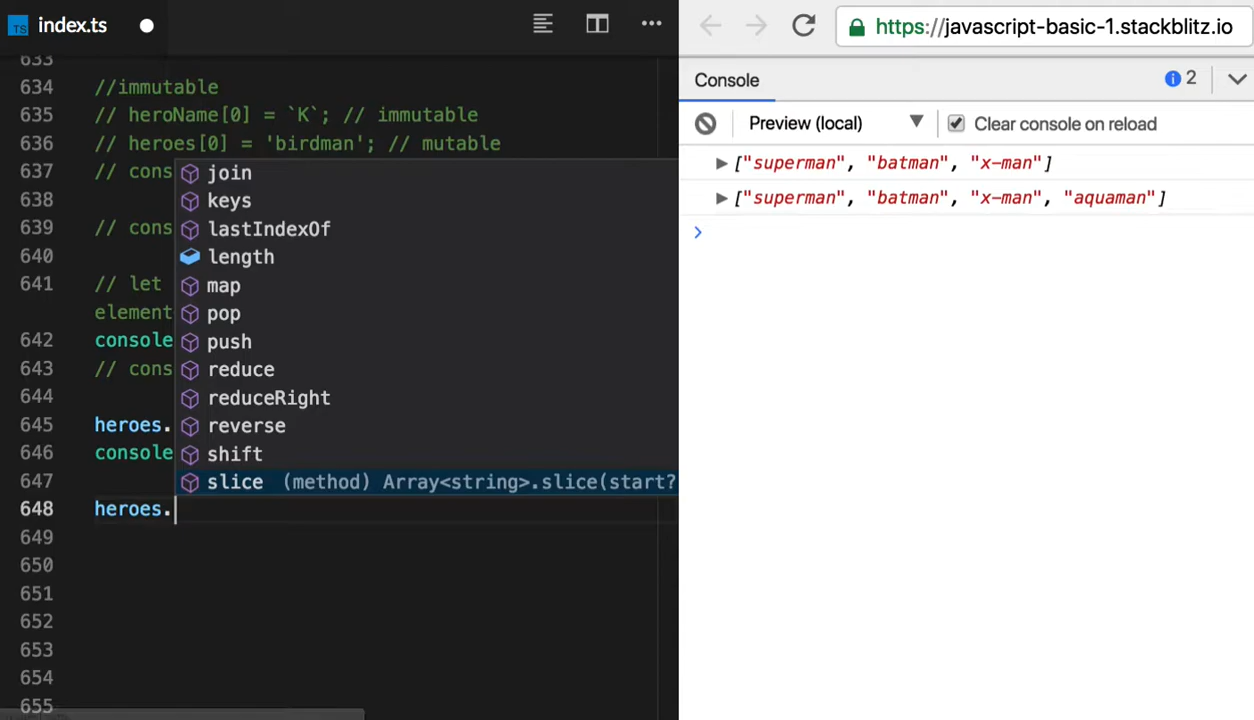 TS index.ts
https://javascript-basic-1.stackblitz.io
Console
2
Preview (local)
Clear console on reload
["superman", "batman", "x-man"]
["superman", "batman", "x-man", "aquaman"]
633
634 //immutable
635 // heroName[0] = `K`; // immutable
636 // heroes[0] = 'birdman'; // mutable
637 // cons
638
639 // cons
640
641 // let
element
642 console
643 // cons
644
645 heroes.
646 console
647
648 heroes.
649
650
651
652
653
654
655
join
keys
lastIndexOf
length
map
pop
push
reduce
reduceRight
reverse
shift
slice (method) Array<string>.slice(start?